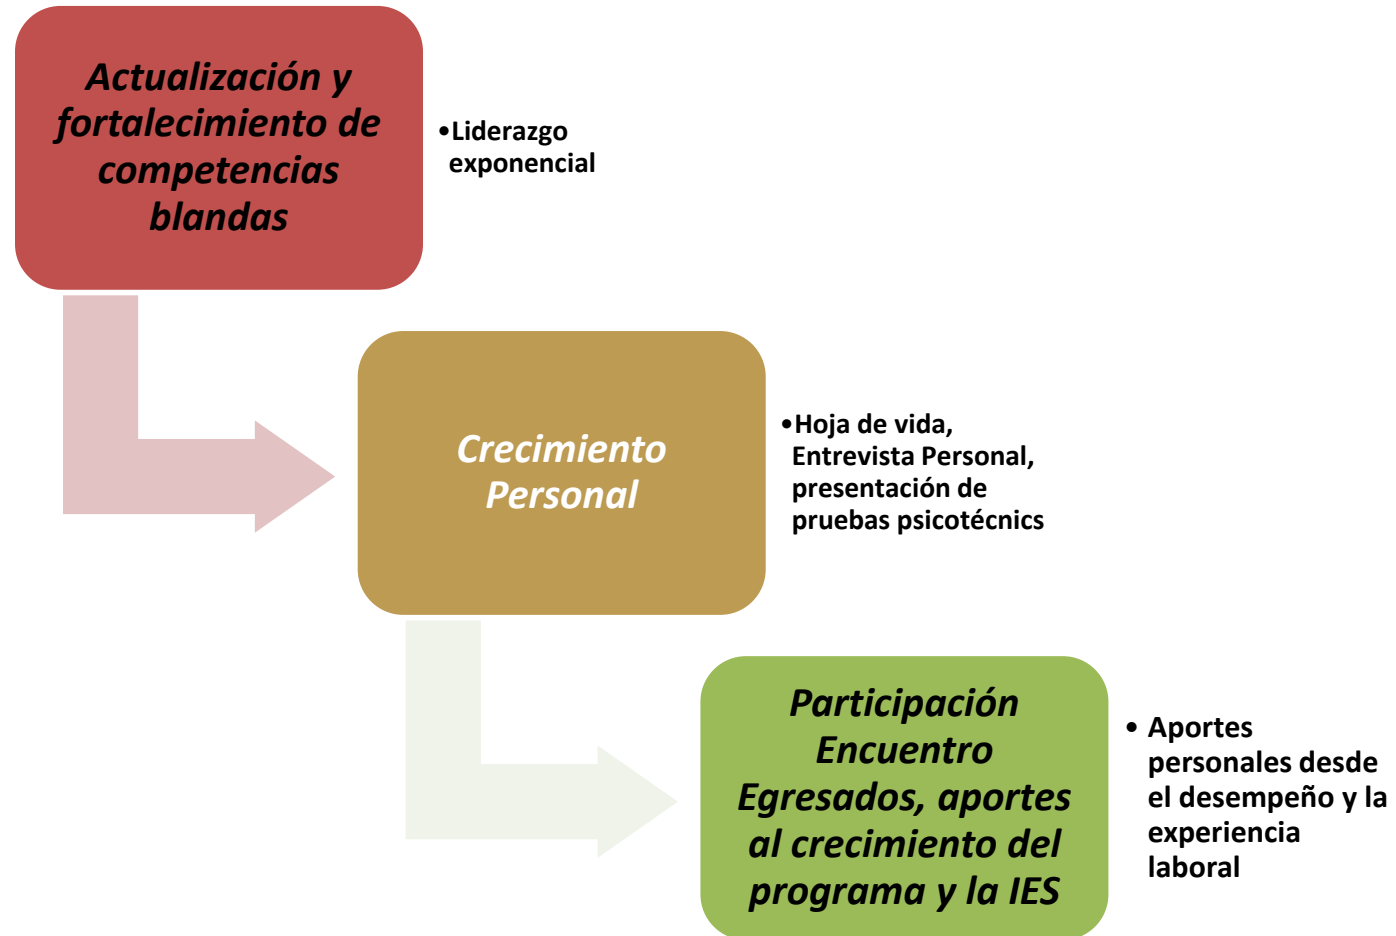 Actualización y
fortalecimiento de
competencias
blandas
•Liderazgo
exponencial
Crecimiento
Personal
•Hoja de vida,
Entrevista Personal,
presentación de
pruebas psicotécnics
Participación
Encuentro
Egresados, aportes
al crecimiento del
programa y la IES
• Aportes
personales desde
el desempeño y la
experiencia
laboral